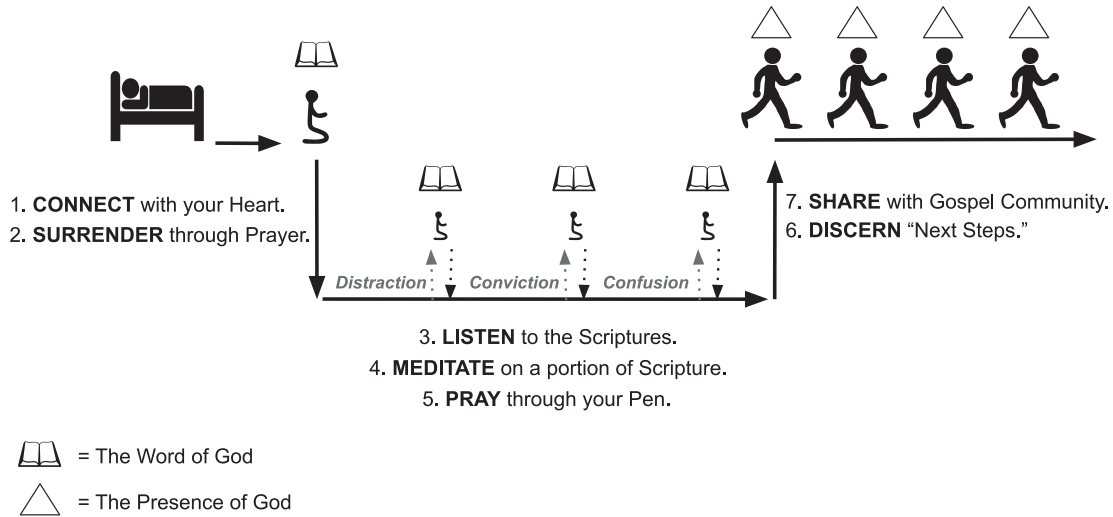 1. CONNECT with your Heart.
2. SURRENDER through Prayer.
Distraction
Conviction
Confusion
3. LISTEN to the Scriptures.
4. MEDITATE on a portion of Scripture.
5. PRAY through your Pen.
7. SHARE with Gospel Community.
6. DISCERN “Next Steps.”
= The Word of God
= The Presence of God